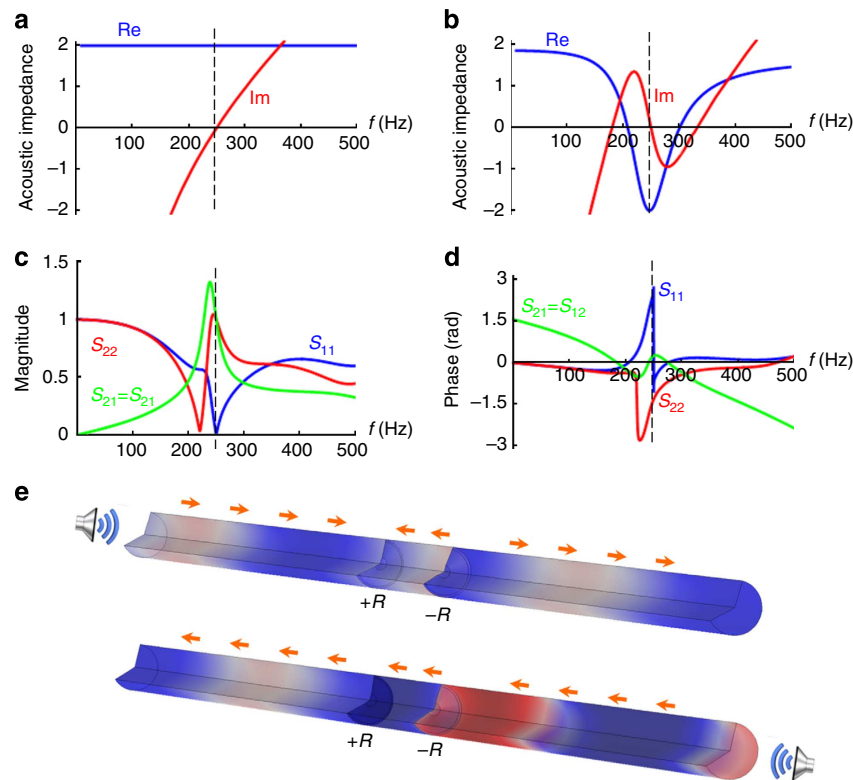 a
Re
Im
Acoustic impedance
f (Hz)
2
1
0
−1
−2
100 200 300 400 500
b
Re
Im
Acoustic impedance
f (Hz)
2
1
0
−1
−2
100 200 300 400 500
c
Magnitude
1.5
1
0.5
0
S22
S11
S21=S21
f (Hz)
100 200 300 400 500
d
Phase (rad)
3
1.5
0
−1.5
−3
S21=S12
S11
S22
f (Hz)
100 200 300 400 500
e
+R
−R
+R
−R